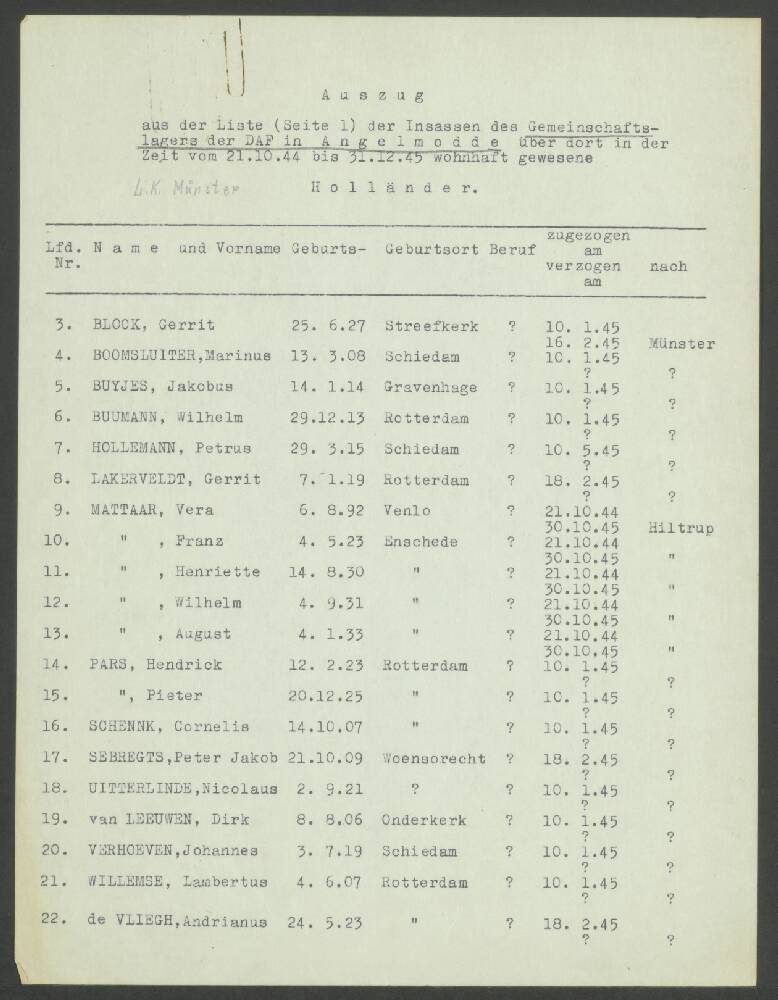 A u s z u g
aus der Liste (Seite 1) der Insassen des Gemeinschafts-
lagers der DAF in A n g e l m o d d e über dort in der
Zeit vom 21.10.44 bis 31.12.45 wohnhaft gewesene
L.K. Münster H o l l ä n d e r.
zugezogen
Lfd. N a m e und Vorname Geburts- Geburtsort Beruf am
Nr. verzogen nach
am
3. BLOCK, Gerrit 25. 6.27 Streefkerk ? 10. 1.45
16. 2.45 Münster
4. BOOMSLUITER,Marinus 13. 3.08 Schiedam ? 10. 1.45
? ?
5. BUYJES, Jakobus 14. 1.14 Gravenhage ? 10. 1.45
? ?
6. BUUMANN, Wilhelm 29.12.13 Rotterdam ? 10. 1.45
? ?
7. HOLLEMANN, Petrus 29. 3.15 Schiedam ? 10. 5.45
? ?
8. LAKERVELDT, Gerrit 7. 1.19 Rotterdam ? 18. 2.45
? ?
9. MATTAAR, Vera 6. 8.92 Venlo ? 21.10.44
30.10.45 Hiltrup
10. " , Franz 4. 5.23 Enschede ? 21.10.44
30.10.45 "
11. " , Henriette 14. 8.30 " ? 21.10.44
30.10.45 "
12. " , Wilhelm 4. 9.31 " ? 21.10.44
30.10.45 "
13. " , August 4. 1.33 " ? 21.10.44
30.10.45 "
14. PARS, Hendrick 12. 2.23 Rotterdam ? 10. 1.45
? ?
15. ", Pieter 20.12.25 " ? 10. 1.45
? ?
16. SCHENNK, Cornelis 14.10.07 " ? 10. 1.45
? ?
17. SEBREGTS,Peter Jakob 21.10.09 Woensorecht ? 18. 2.45
? ?
18. UITTERLINDE,Nicolaus 2. 9.21 ? ? 10. 1.45
? ?
19. van LEEUWEN, Dirk 8. 8.06 Onderkerk ? 10. 1.45
? ?
20. VERHOEVEN,Johannes 3. 7.19 Schiedam ? 10. 1.45
? ?
21. WILLEMSE, Lambertus 4. 6.07 Rotterdam ? 10. 1.45
? ?
22. de VLIEGH,Andrianus 24. 5.23 " ? 18. 2.45
? ?